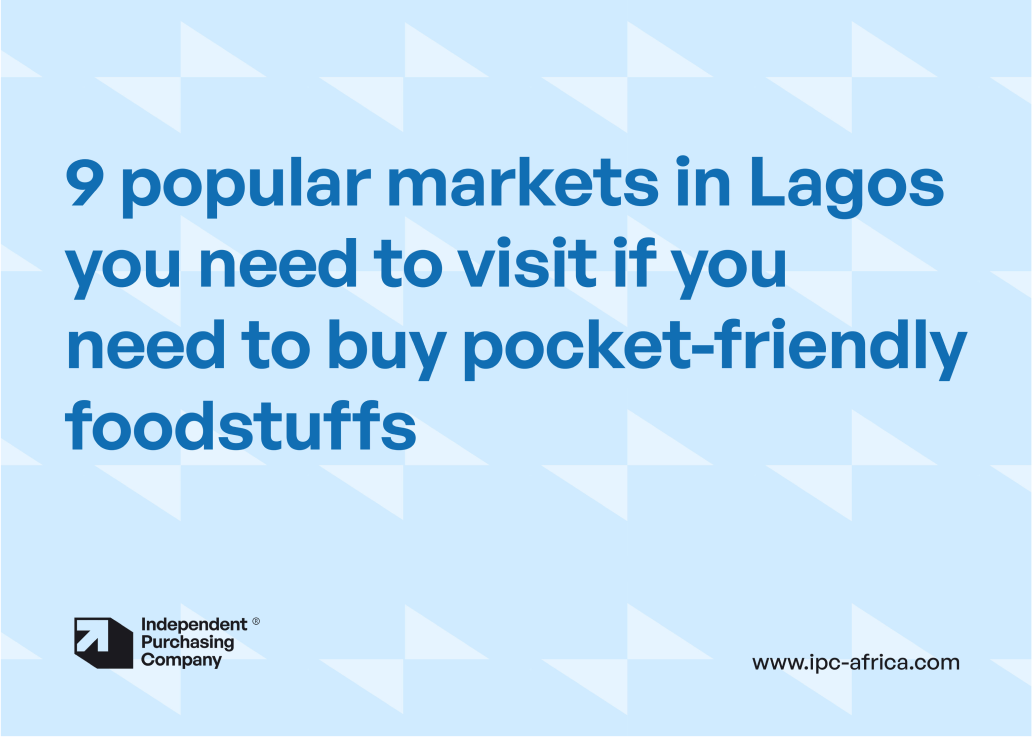 9 popular markets in Lagos
you need to visit if you
need to buy pocket-friendly
foodstuffs
Independent ®
Purchasing
Company
www.ipc-africa.com